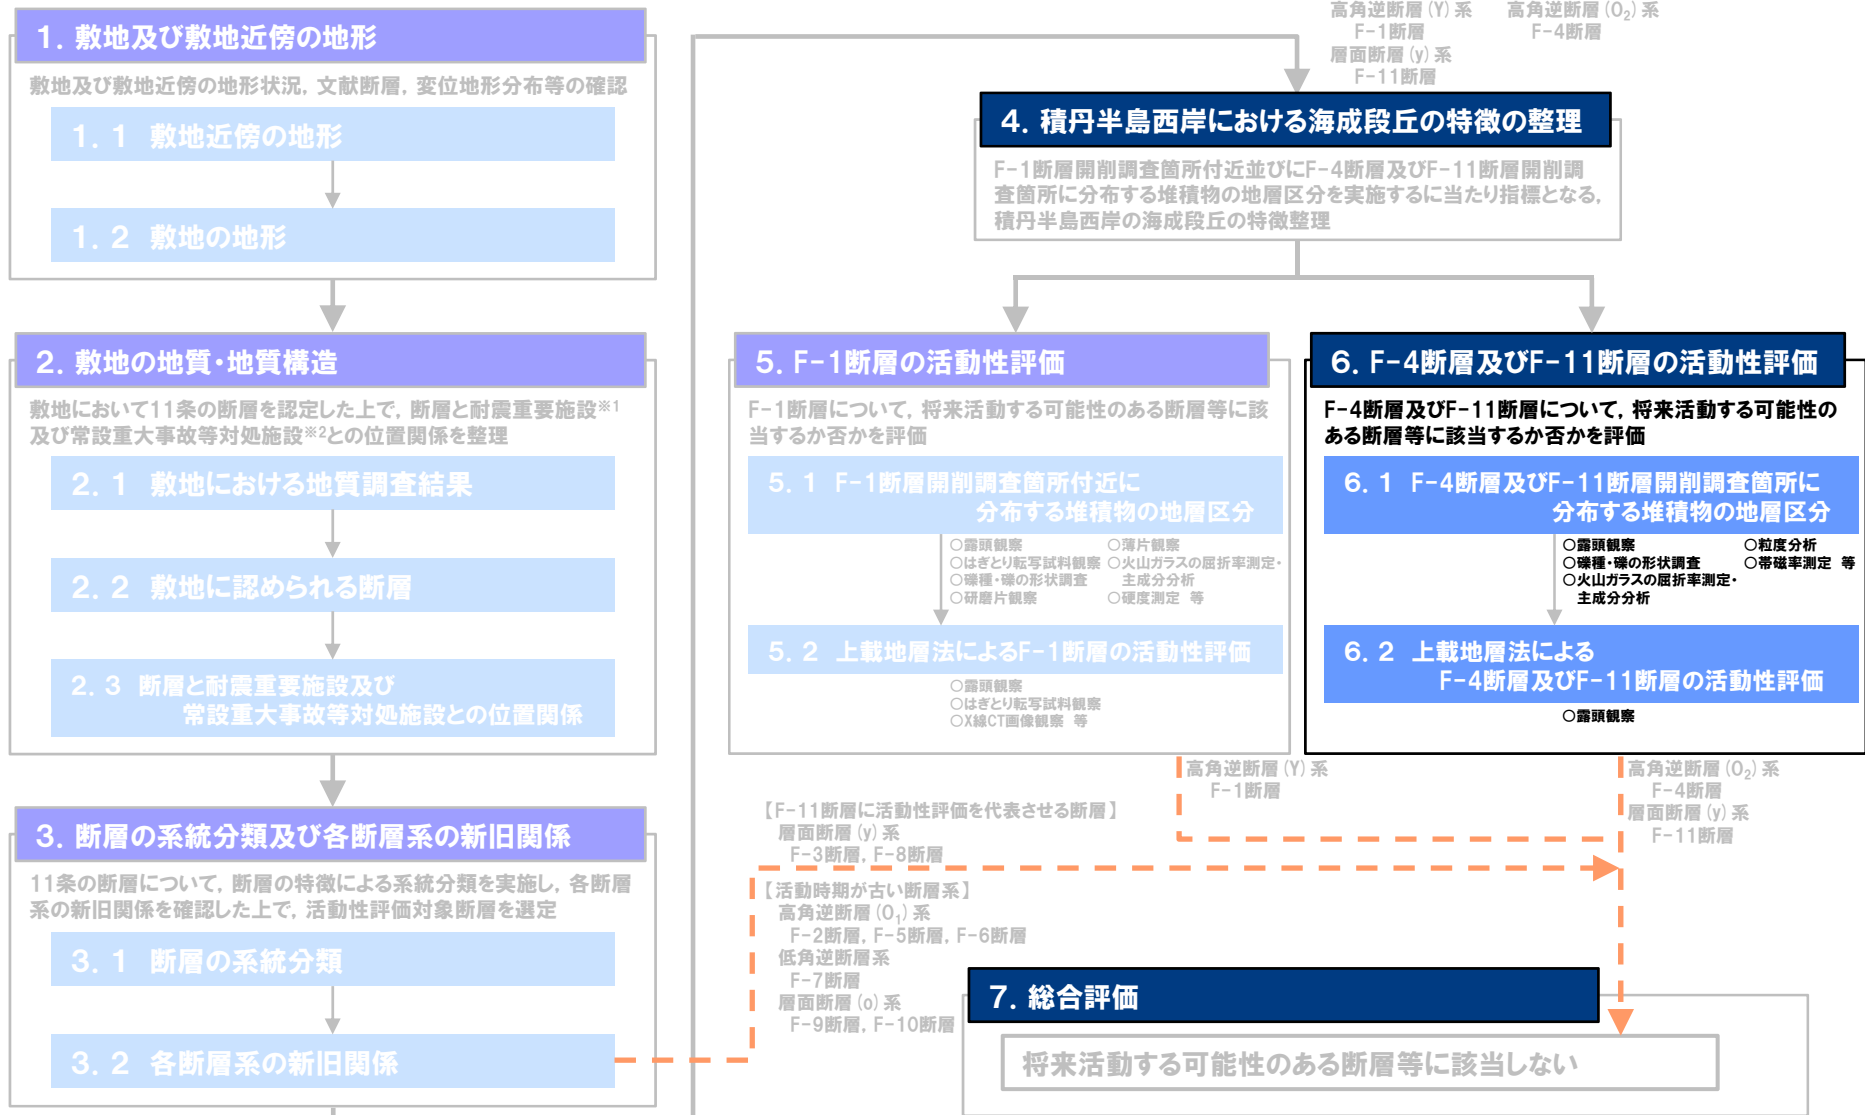 1. 敷地及び敷地近傍の地形
敷地及び敷地近傍の地形状況, 文献断層, 変位地形分布等の確認
1. 1 敷地近傍の地形
1. 2 敷地の地形
2. 敷地の地質・地質構造
敷地において11条の断層を認定した上で, 断層と耐震重要施設※1
及び常設重大事故等対処施設※2との位置関係を整理
2. 1 敷地における地質調査結果
2. 2 敷地に認められる断層
2. 3 断層と耐震重要施設及び
常設重大事故等対処施設との位置関係
3. 断層の系統分類及び各断層系の新旧関係
11条の断層について, 断層の特徴による系統分類を実施し, 各断層
系の新旧関係を確認した上で, 活動性評価対象断層を選定
3. 1 断層の系統分類
3. 2 各断層系の新旧関係
高角逆断層(Y)系 高角逆断層(O2)系
F-1断層 F-4断層
層面断層(y)系
F-11断層
4. 積丹半島西岸における海成段丘の特徴の整理
F-1断層開削調査箇所付近並びにF-4断層及びF-11断層開削調
査箇所に分布する堆積物の地層区分を実施するに当たり指標となる,
積丹半島西岸の海成段丘の特徴整理
5. F-1断層の活動性評価
F-1断層について, 将来活動する可能性のある断層等に該
当するか否かを評価
5. 1 F-1断層開削調査箇所付近に
分布する堆積物の地層区分
○露頭観察 ○薄片観察
○はぎとり転写試料観察 ○火山ガラスの屈折率測定・
○礫種・礫の形状調査 主成分分析
○研磨片観察 ○硬度測定 等
5. 2 上載地層法によるF-1断層の活動性評価
○露頭観察
○はぎとり転写試料観察
○X線CT画像観察 等
6. F-4断層及びF-11断層の活動性評価
F-4断層及びF-11断層について, 将来活動する可能性の
ある断層等に該当するか否かを評価
6. 1 F-4断層及びF-11断層開削調査箇所に
分布する堆積物の地層区分
○露頭観察 ○粒度分析
○礫種・礫の形状調査 ○帯磁率測定 等
○火山ガラスの屈折率測定・
主成分分析
6. 2 上載地層法による
F-4断層及びF-11断層の活動性評価
○露頭観察
高角逆断層(Y)系
F-1断層
高角逆断層(O2)系
F-4断層
層面断層(y)系
F-11断層
【F-11断層に活動性評価を代表させる断層】
層面断層(y)系
F-3断層, F-8断層
【活動時期が古い断層系】
高角逆断層(O1)系
F-2断層, F-5断層, F-6断層
低角逆断層系
F-7断層
層面断層(o)系
F-9断層, F-10断層
7. 総合評価
将来活動する可能性のある断層等に該当しない